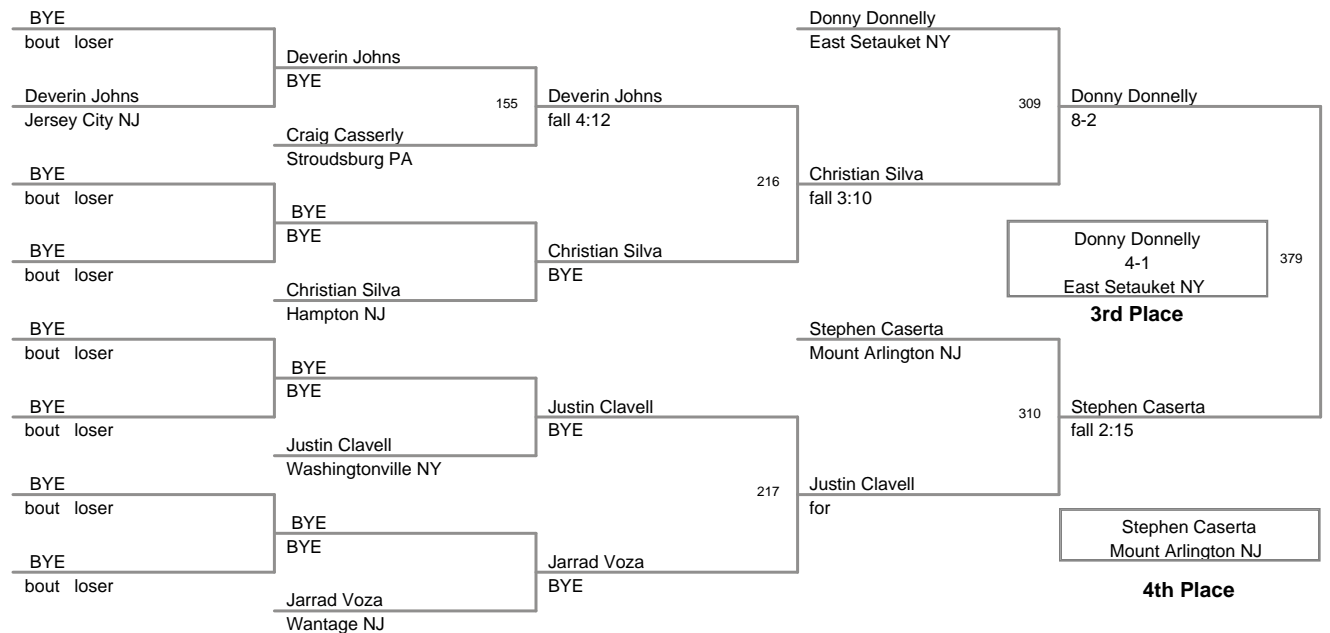 BYE
bout loser
Deverin Johns
BYE
Deverin Johns
Jersey City NJ
155
Deverin Johns
fall 4:12
Craig Casserly
Stroudsburg PA
BYE
bout loser
BYE
BYE
BYE
bout loser
Christian Silva
BYE
Christian Silva
Hampton NJ
216
Christian Silva
fall 3:10
Donny Donnelly
East Setauket NY
309
Donny Donnelly
8-2
Donny Donnelly
4-1
East Setauket NY
3rd Place
379
BYE
bout loser
BYE
BYE
BYE
bout loser
Justin Clavell
BYE
Justin Clavell
Washingtonville NY
BYE
bout loser
BYE
BYE
BYE
bout loser
Jarrad Voza
BYE
Jarrad Voza
Wantage NJ
217
Justin Clavell
for
Stephen Caserta
Mount Arlington NJ
310
Stephen Caserta
fall 2:15
Stephen Caserta
Mount Arlington NJ
4th Place